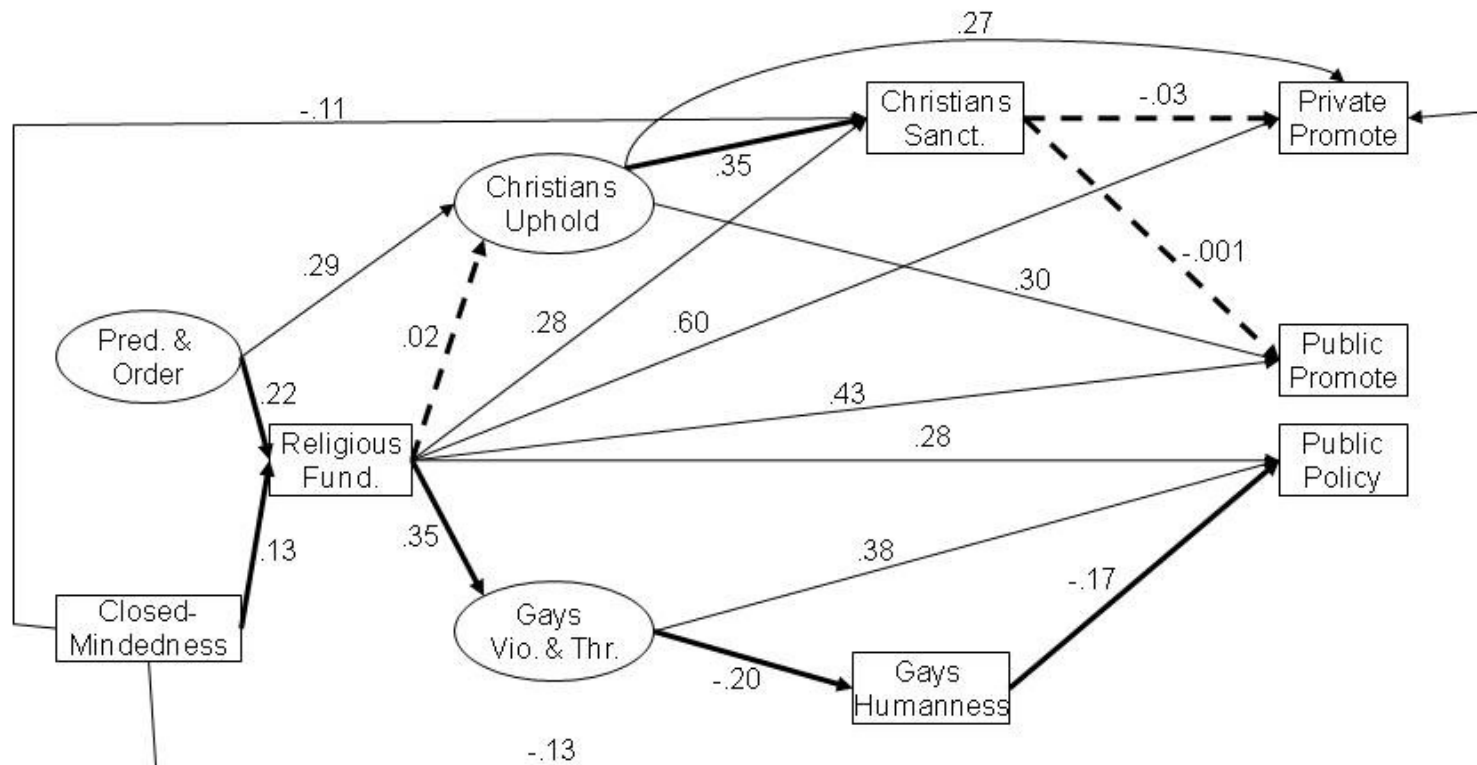 .27
-.11
Christians
Sanct.
-.03
Private
Promote
.35
Christians
Uphold
-.001
.29
.30
.28
.02
.60
Pred. &
Order
Public
Promote
.22
.43
Religious
Fund.
.28
Public
Policy
.35
.38
.13
-.17
Closed-
Mindedness
Gays
Vio. & Thr.
-.20
Gays
Humanness
-.13